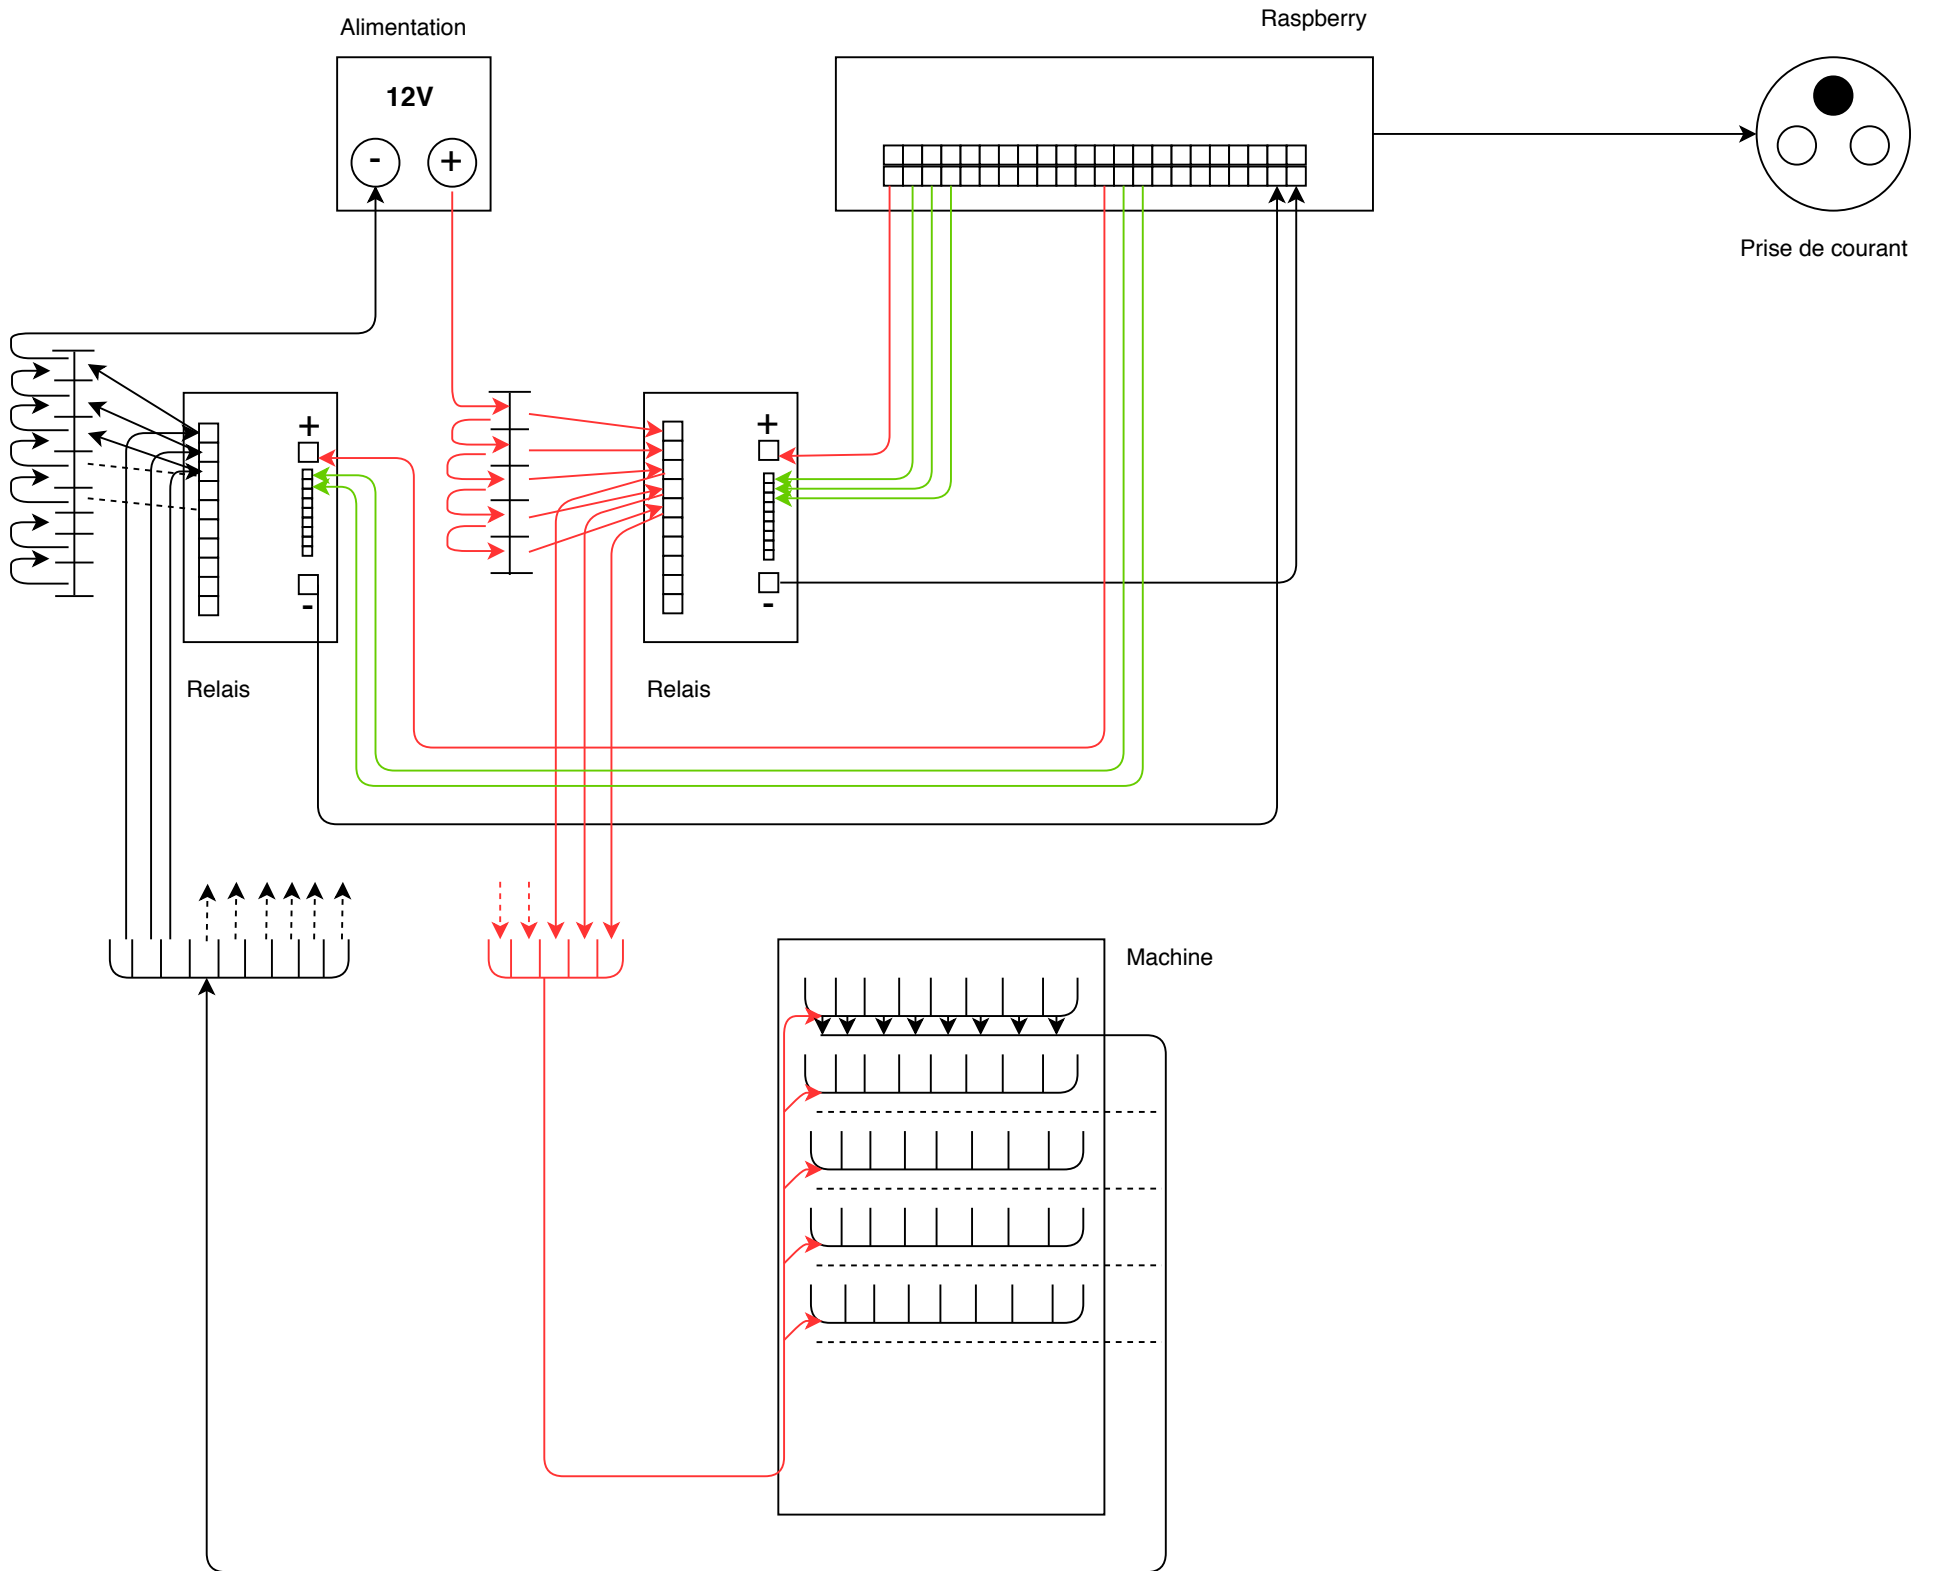 Alimentation
Raspberry
12V
-
+
Prise de courant
+
-
+
-
Relais
Relais
Machine